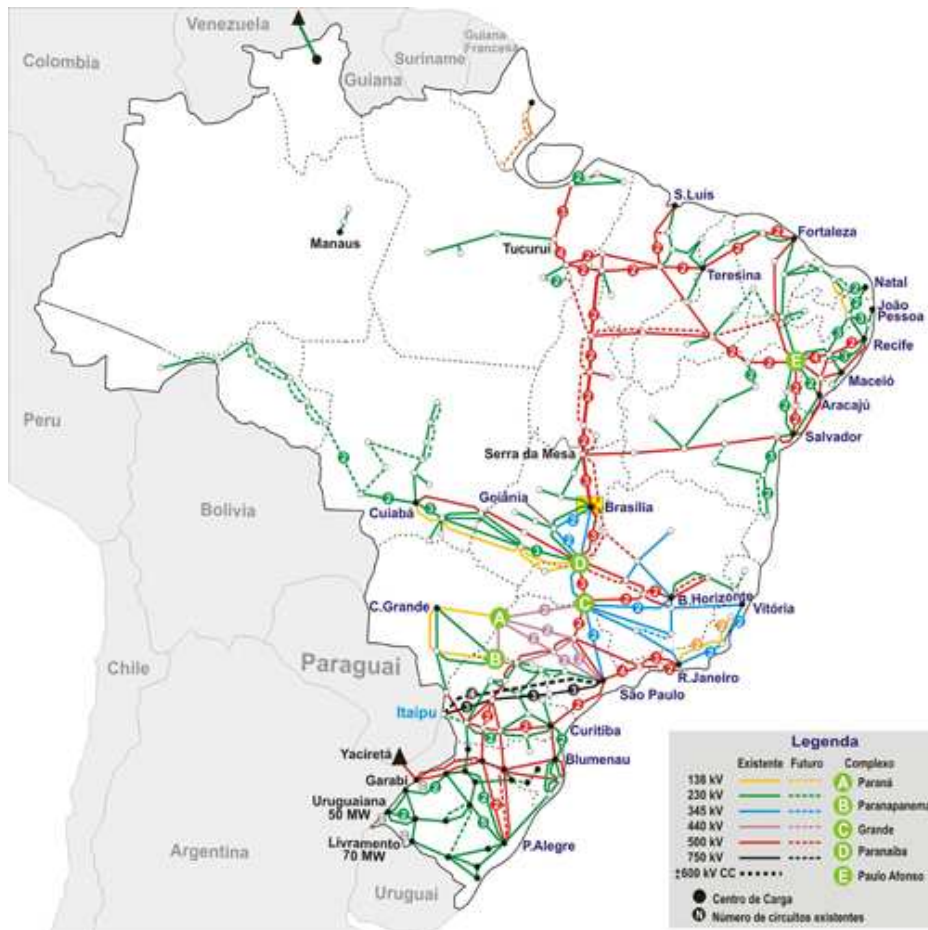 Venezuela
Colombia
Guiana
Suriname
Guiana
Francesa
Manaus
Tucuruí
S.Luís
Fortaleza
Teresina
Natal
João
Pessoa
Recife
Maceió
Aracajú
Salvador
Peru
Serra da Mesa
Bolívia
Cuiabá
Goiânia
Brasília
D
E
C.Grande
A
B
C
B.Horizonte
Vitória
Chile
Paraguai
R.Janeiro
São Paulo
Itaipu
Curitiba
Yaciretá
Blumenau
Garabi
Uruguaiana
50 MW
Livramento
70 MW
P.Alegre
Argentina
Uruguai
Legenda
Existente Futuro Complexo
138 kV A Paraná
230 kV
345 kV B Paranapanema
440 kV C Grande
500 kV D Paranaiba
750 kV
±600 kV CC E Paulo Afonso
Centro de Carga
N Número de circuitos existentes